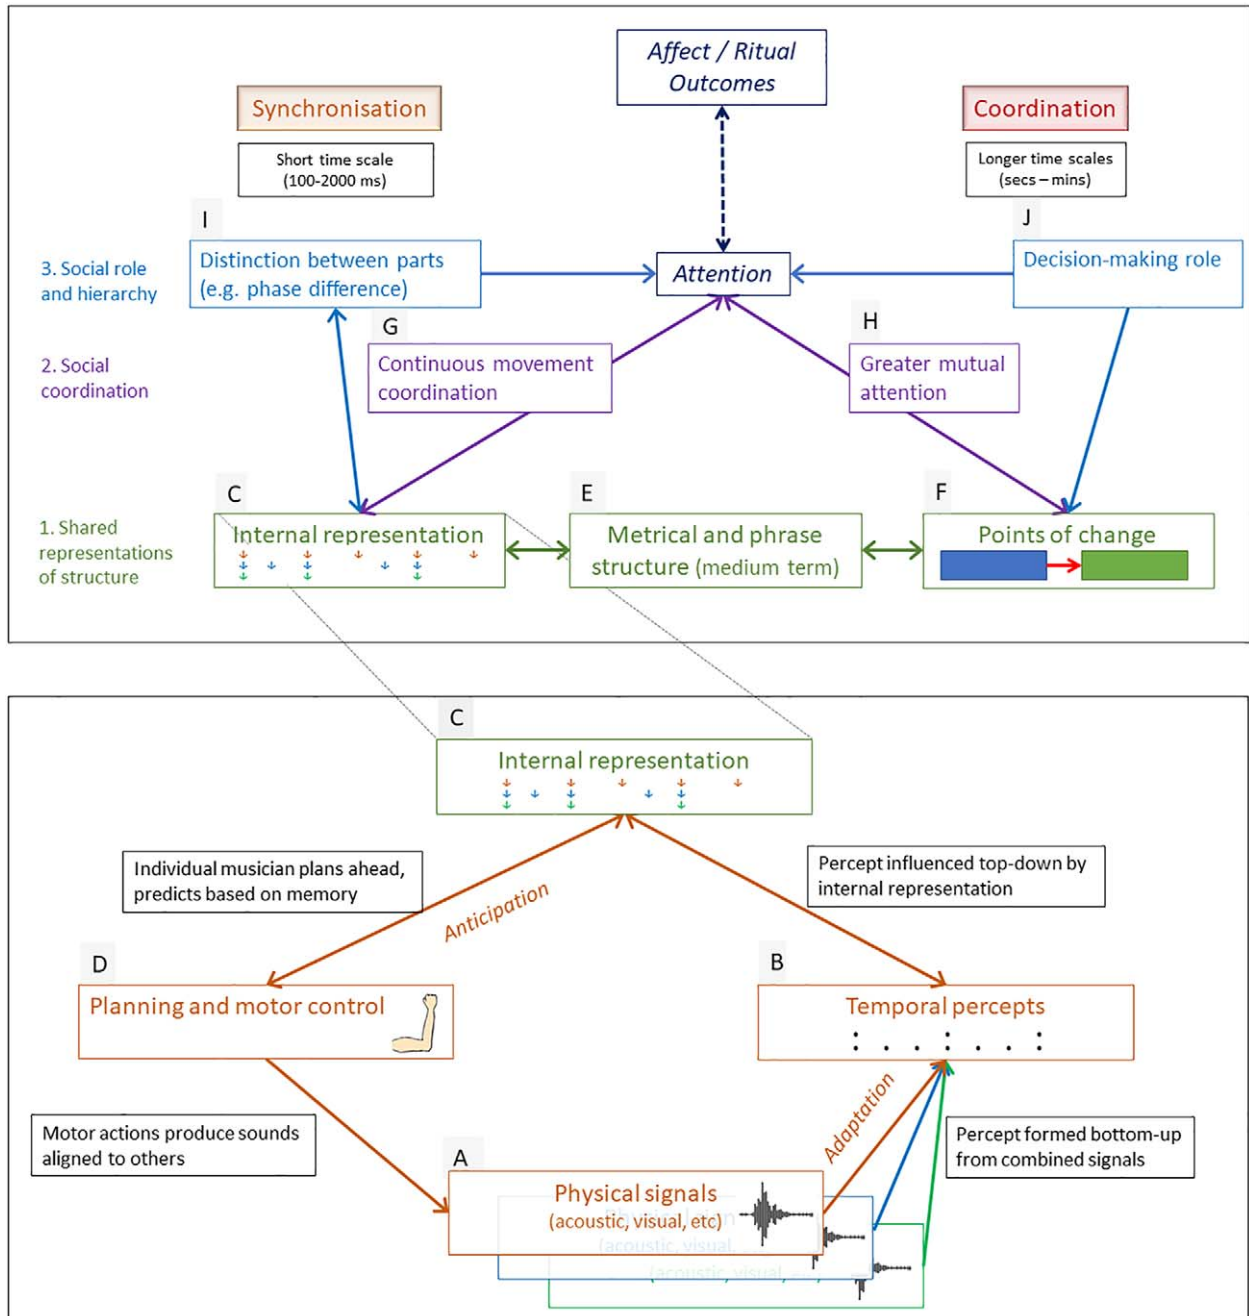 Affect / Ritual
Outcomes
Synchronisation
Coordination
Short time scale
(100-2000 ms)
Longer time scales
(secs – mins)
I
J
3. Social role
and hierarchy
Distinction between parts
(e.g. phase difference)
Attention
Decision-making role
G
H
2. Social
coordination
Continuous movement
coordination
Greater mutual
attention
C
E
F
1. Shared
representations
of structure
Internal representation
Metrical and phrase
structure (medium term)
Points of change
C
Internal representation
Individual musician plans ahead,
predicts based on memory
Anticipation
Percept influenced top-down by
internal representation
D
B
Planning and motor control
Temporal percepts
Motor actions produce sounds
aligned to others
Adaptation
Percept formed bottom-up
from combined signals
A
Physical signals
(acoustic, visual, etc)
(acoustic, visual,
(acoustic, visual,